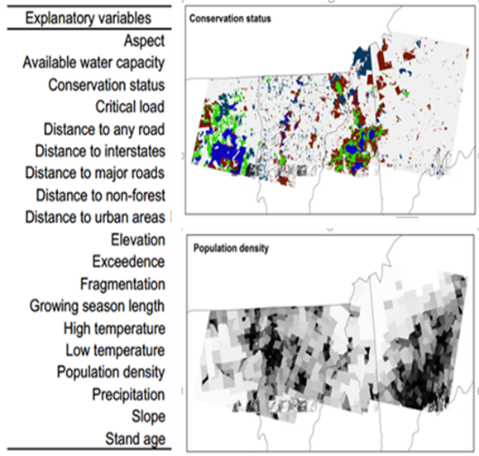 Explanatory variables
Aspect
Available water capacity
Conservation status
Critical load
Distance to any road
Distance to interstates
Distance to major roads
Distance to non-forest
Distance to urban areas
Elevation
Exceedence
Fragmentation
Growing season length
High temperature
Low temperature
Population density
Precipitation
Slope
Stand age
Conservation status
Population density